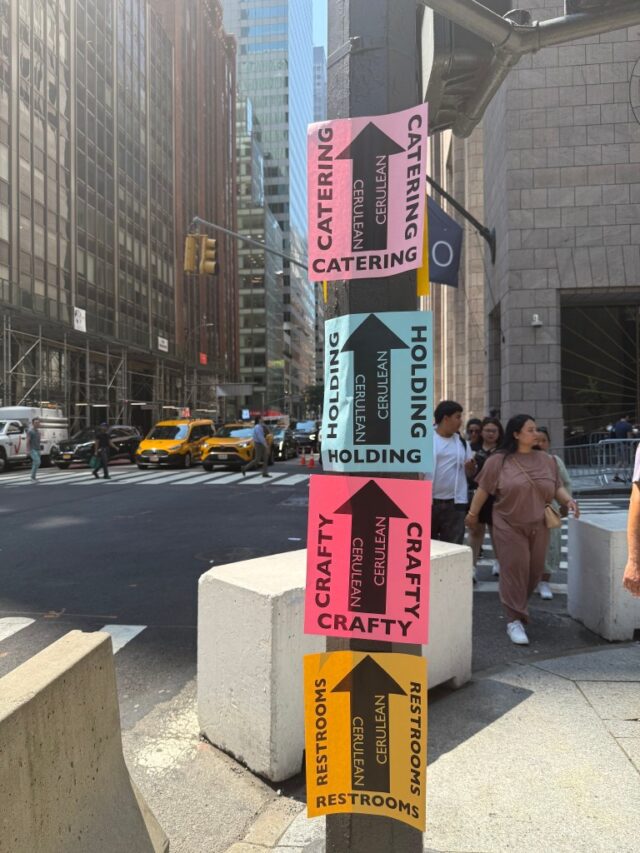 CATERING
CERULEAN
CERULEAN
CATERING
CATERING
HOLDING
CERULEAN
CERULEAN
HOLDING
HOLDING
CRAFTY
CERULEAN
CERULEAN
CRAFTY
CRAFTY
RESTROOMS
CERULEAN
CERULEAN
RESTROOMS
RESTROOMS
O